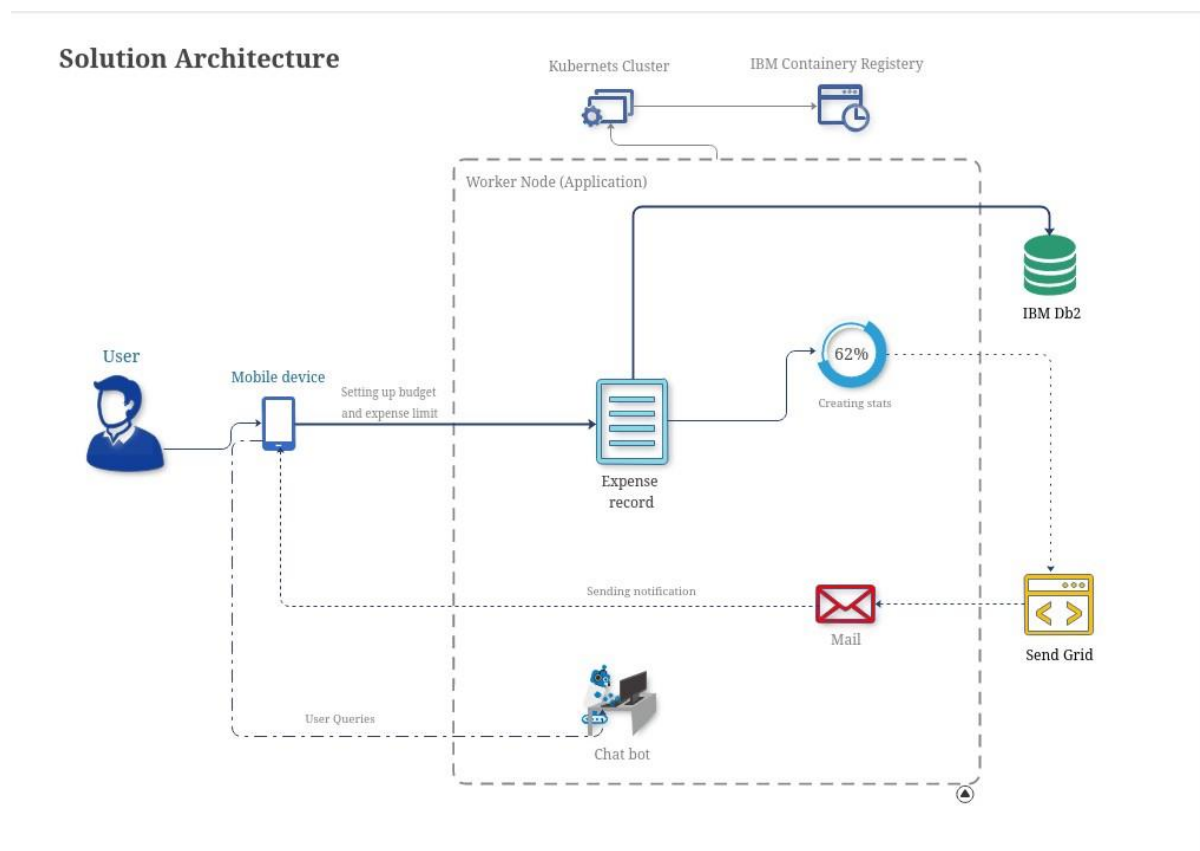 Solution Architecture
Kubernets Cluster
IBM Containery Registery
Worker Node (Application)
IBM Db2
User
Mobile device
Setting up budget
and expense limit
62%
Creating stats
Expense
record
Sending notification
Mail
Send Grid
User Queries
Chat bot